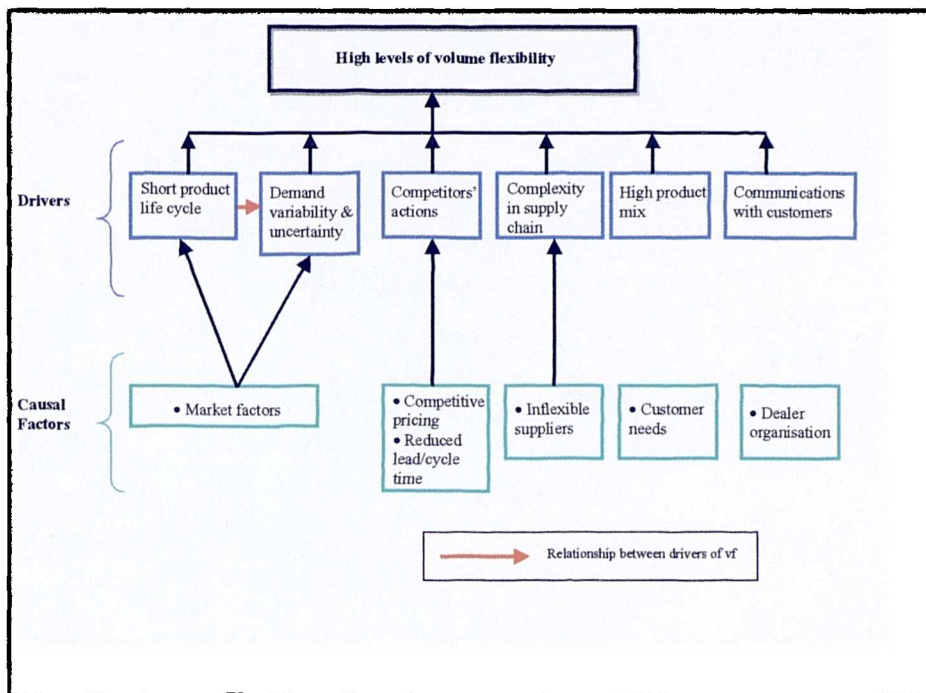 High levels of volume flexibility
Drivers
Short product
life cycle
Demand
variability &
uncertainty
Competitors'
actions
Complexity
in supply
chain
High product
mix
Communications
with customers
Causal
Factors
• Market factors
• Competitive
pricing
• Reduced
lead/cycle
time
• Inflexible
suppliers
• Customer
needs
• Dealer
organisation
Relationship between drivers of vf